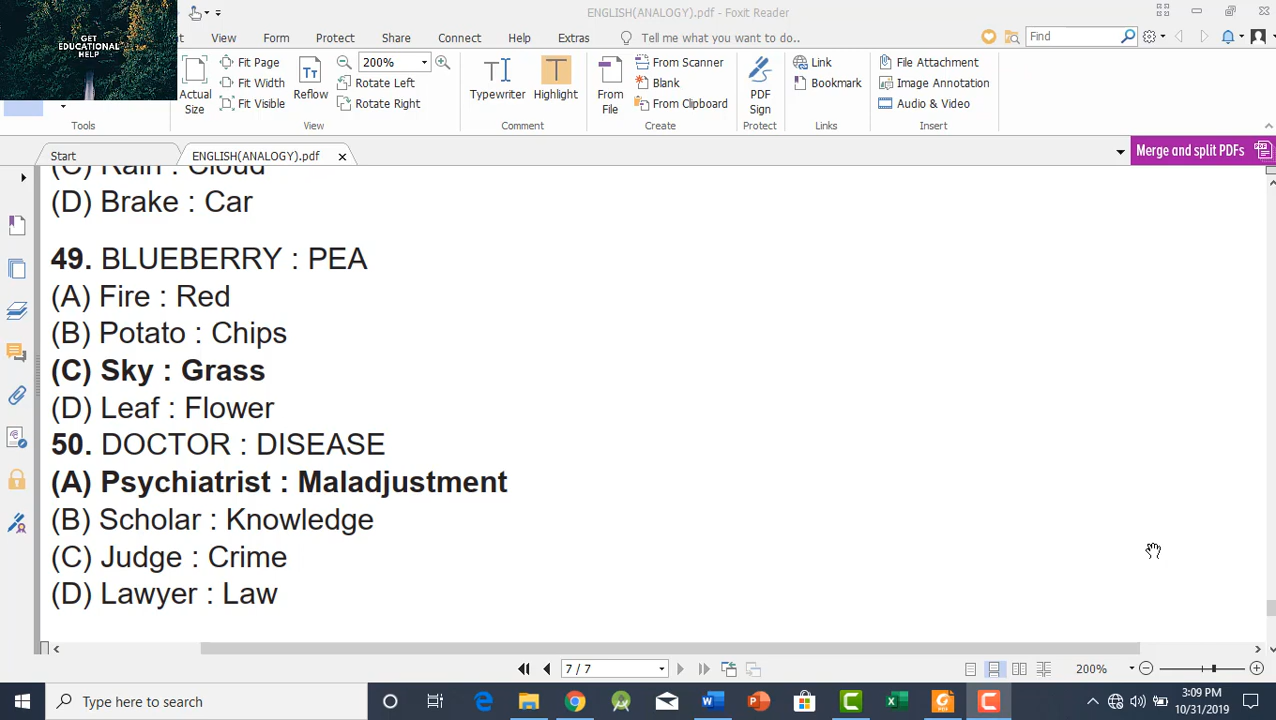 GET
EDUCATIONAL
HELP
ENGLISH(ANALOGY).pdf - Foxit Reader
View Form Protect Share Connect Help Extras Tell me what you want to do.. Find
Actual
Size
Fit Page
Fit Width
Fit Visible
Reflow
200%
Rotate Left
Rotate Right
Typewriter
Highlight
From
File
From Scanner
Blank
From Clipboard
PDF
Sign
Link
Bookmark
File Attachment
Image Annotation
Audio & Video
Tools View Comment Create Protect Links Insert
Start ENGLISH(ANALOGY).pdf Merge and split PDFs
(C) Rain : Cloud
(D) Brake : Car
49. BLUEBERRY : PEA
(A) Fire : Red
(B) Potato : Chips
(C) Sky : Grass
(D) Leaf : Flower
50. DOCTOR : DISEASE
(A) Psychiatrist : Maladjustment
(B) Scholar : Knowledge
(C) Judge : Crime
(D) Lawyer : Law
7 / 7 200%
Type here to search
3:09 PM
10/31/2019